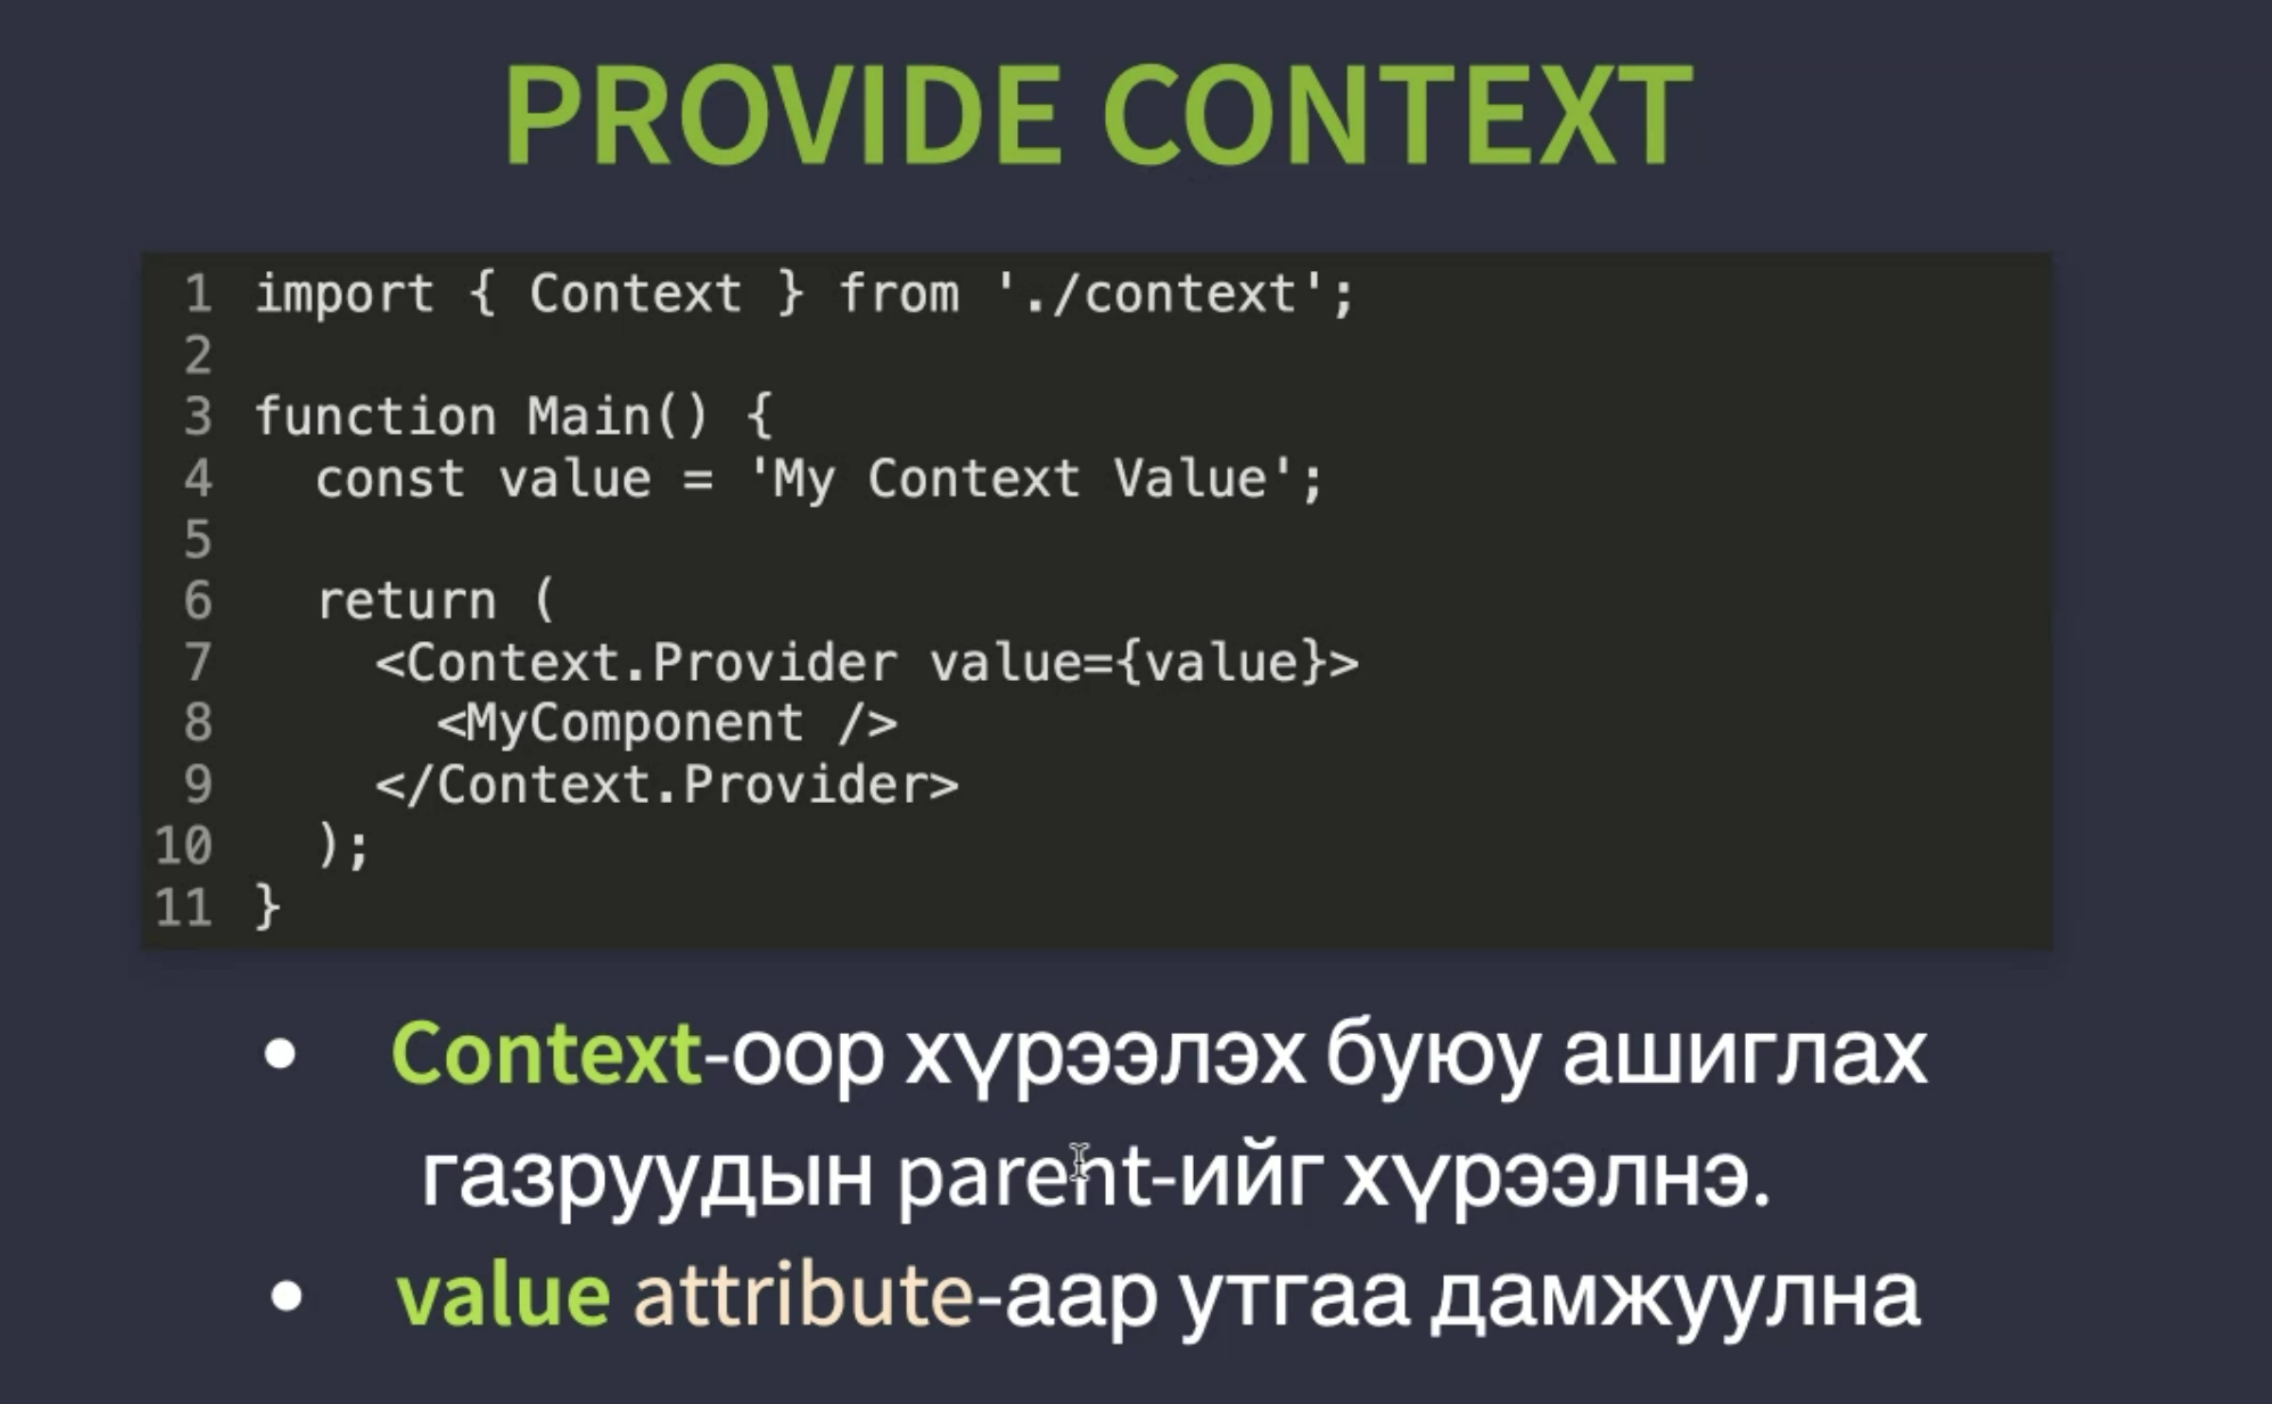 PROVIDE CONTEXT
1 import { Context } from './context';
2
3 function Main() {
4   const value = 'My Context Value';
5
6   return (
7     <Context.Provider value={value}>
8       <MyComponent />
9     </Context.Provider>
10   );
11 }
• Context-оор хүрээлэх буюу ашиглах
газруудын parent-ийг хүрээлнэ.
• value attribute-аар утгаа дамжуулна